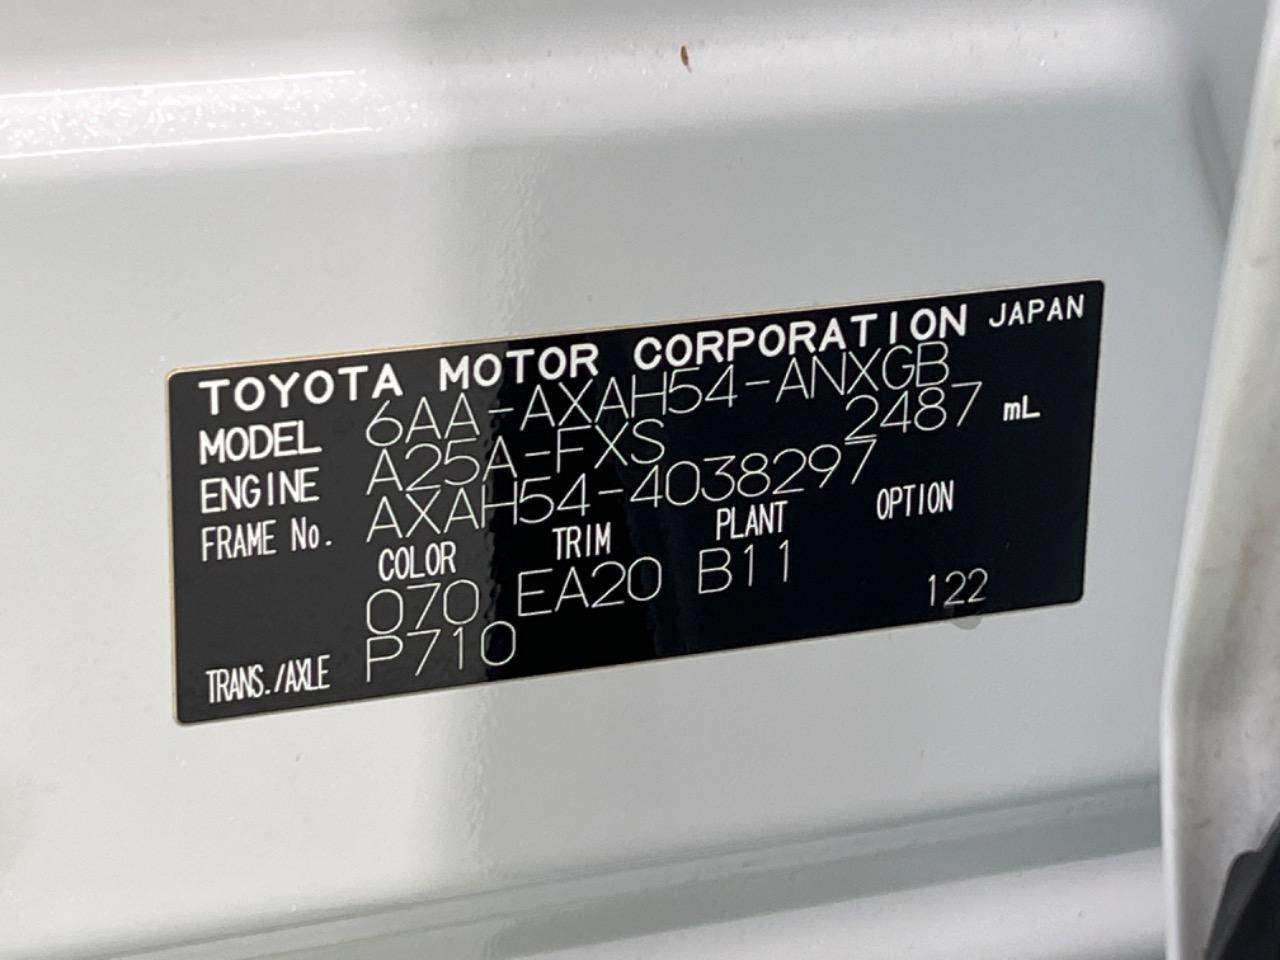 TOYOTA MOTOR CORPORATION JAPAN
MODEL 6AA-AXAH54-ANXGB
ENGINE A25A-FXS 2487 mL
FRAME No. AXAH54-4038297
COLOR TRIM PLANT OPTION
070 EA20 B11
TRANS./AXLE P710 122